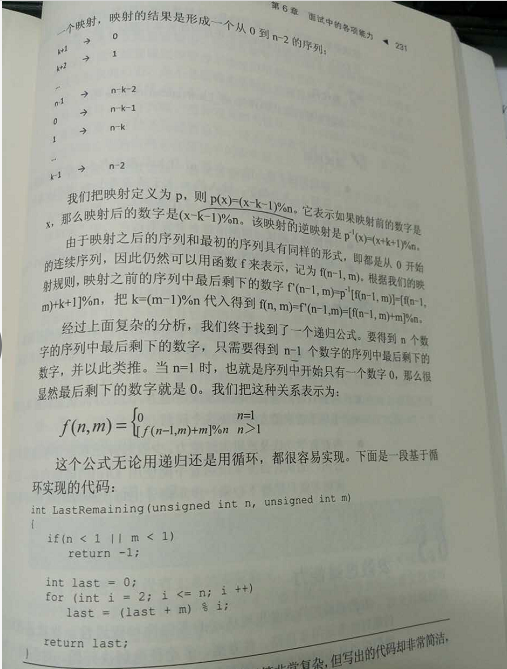 第 6 章 面试中的各项能力 ◀ 231
一个映射，映射的结果是形成一个从 0 到 n-2 的序列：
k+1 → 0
k+2 → 1
…
n-1 → n-k-2
0 → n-k-1
1 → n-k
…
k-1 → n-2
我们把映射定义为 p，则 p(x)=(x-k-1)%n。它表示如果映射前的数字是
x，那么映射后的数字是(x-k-1)%n。该映射的逆映射是 p⁻¹(x)=(x+k+1)%n。
由于映射之后的序列和最初的序列具有同样的形式，即都是从 0 开始
的连续序列，因此仍然可以用函数 f 来表示，记为 f(n-1, m)。根据我们的映
射规则，映射之前的序列中最后剩下的数字 f'(n-1, m)=p⁻¹[f(n-1, m)]=[f(n-1,
m)+k+1]%n，把 k=(m-1)%n 代入得到 f(n, m)=f'(n-1,m)=[f(n-1, m)+m]%n。
经过上面复杂的分析，我们终于找到了一个递归公式。要得到 n 个数
字的序列中最后剩下的数字，只需要得到 n-1 个数字的序列中最后剩下的
数字，并以此类推。当 n=1 时，也就是序列中开始只有一个数字 0，那么很
显然最后剩下的数字就是 0。我们把这种关系表示为：
f(n,m)={0 n=1
[f(n-1,m)+m]%n n>1
这个公式无论用递归还是用循环，都很容易实现。下面是一段基于循
环实现的代码：
int LastRemaining(unsigned int n, unsigned int m)
{
if(n < 1 || m < 1)
return -1;
int last = 0;
for (int i = 2; i <= n; i ++)
last = (last + m) % i;
return last;
}
非常复杂，但写出的代码却非常简洁，